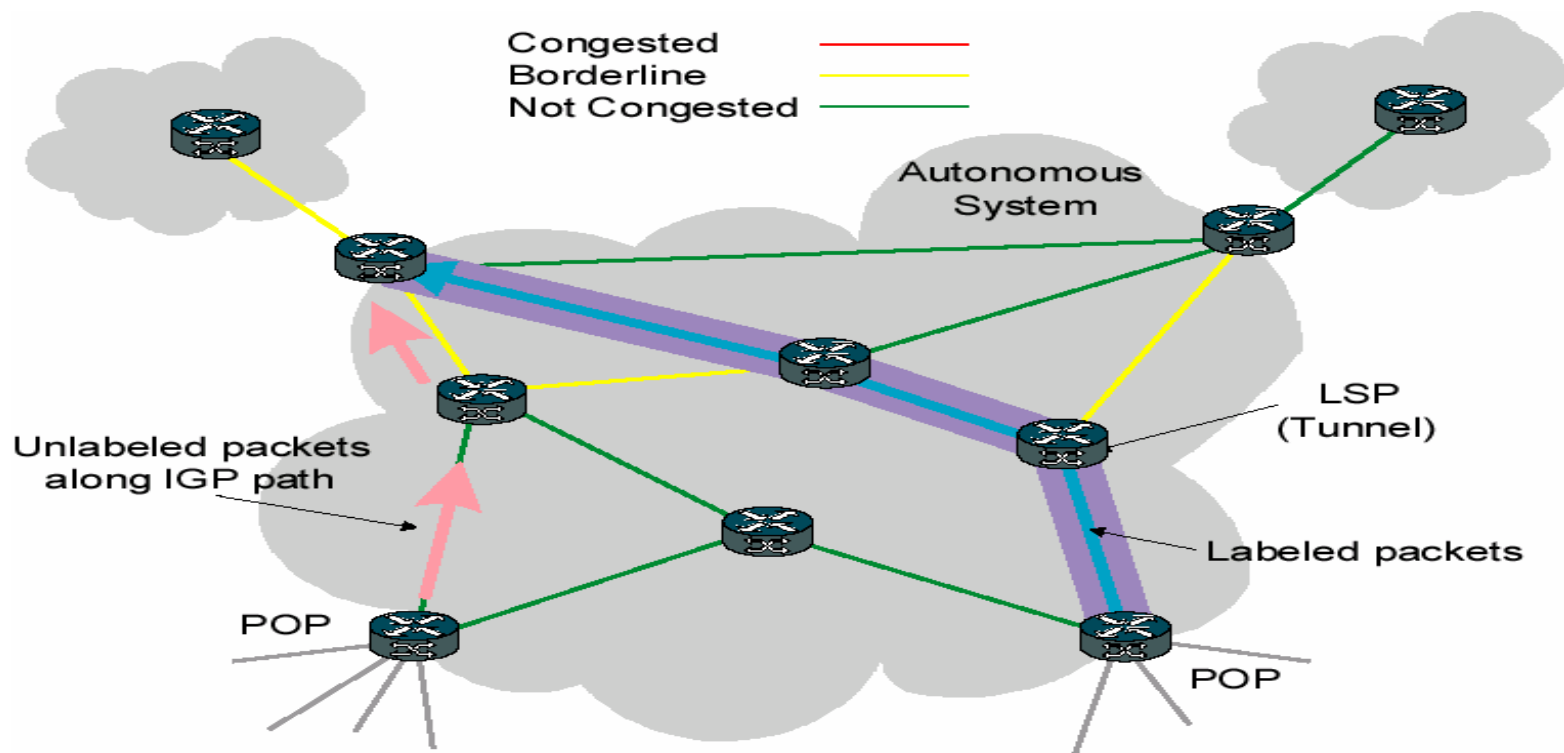 Congested
Borderline
Not Congested
Autonomous
System
LSP
(Tunnel)
Unlabeled packets
along IGP path
Labeled packets
POP
POP